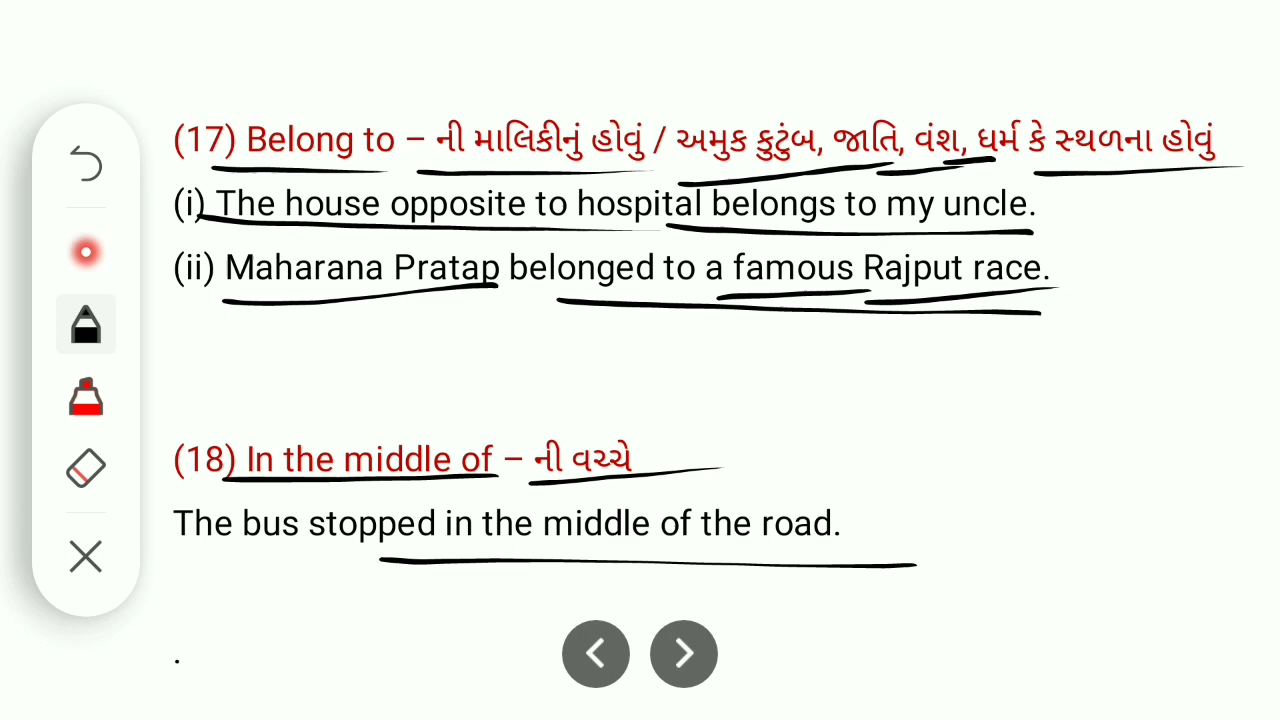 (17) Belong to – ની માલિકીનું હોવું / અમુક કુટુંબ, જાતિ, વંશ, ધર્મ કે સ્થળના હોવું
(i) The house opposite to hospital belongs to my uncle.
(ii) Maharana Pratap belonged to a famous Rajput race.
(18) In the middle of – ની વચ્ચે
The bus stopped in the middle of the road.
.